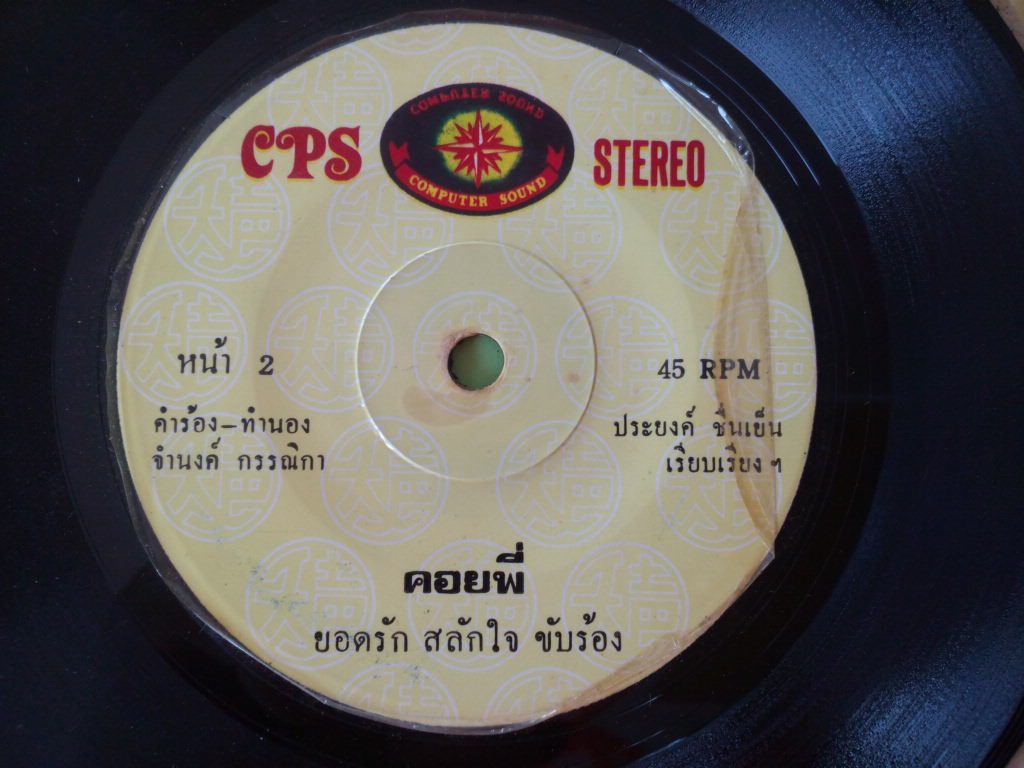 CPS
COMPUTER SOUND
COMPUTER SOUND
STEREO
หน้า 2
45 RPM
คำร้อง-ทำนอง
จำนงค์ กรรณิกา
ประยงค์ ชื่นเย็น
เรียบเรียง ฯ
คอยพี่
ยอดรัก สลักใจ ขับร้อง